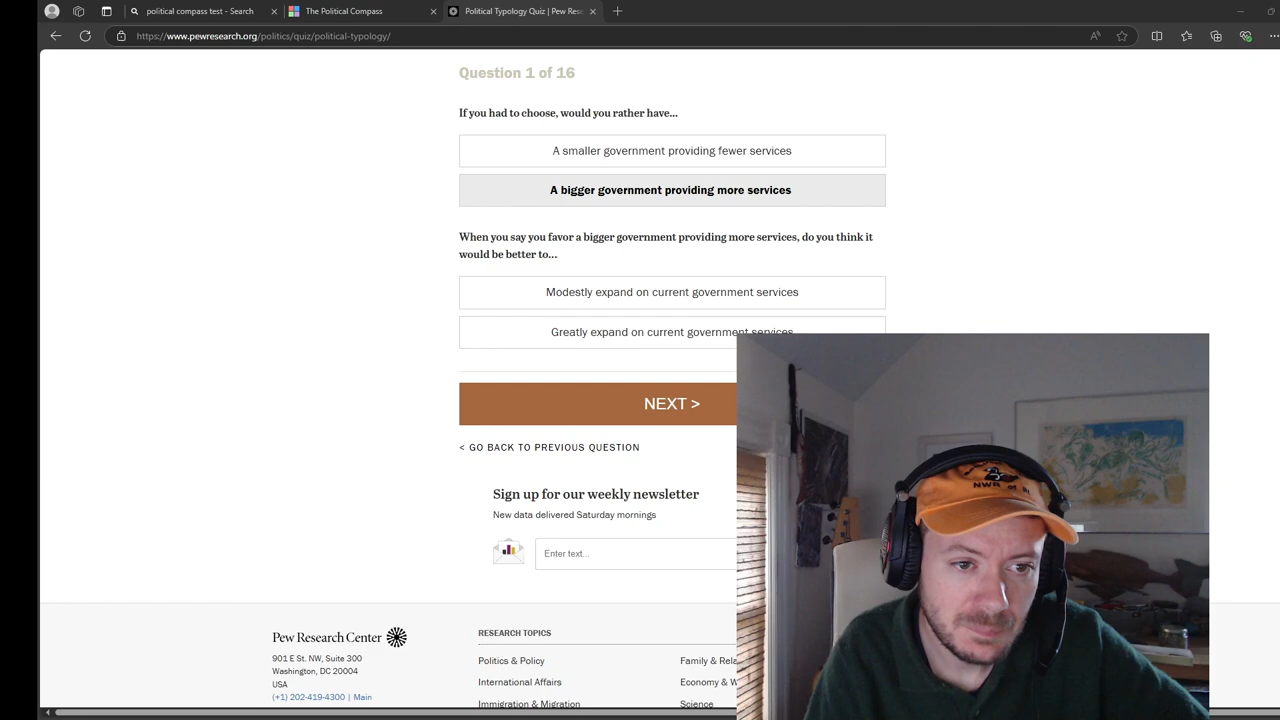 political compass test - Search
The Political Compass
Political Typology Quiz | Pew Rese
https://www.pewresearch.org/politics/quiz/political-typology/
Question 1 of 16
If you had to choose, would you rather have...
A smaller government providing fewer services
A bigger government providing more services
When you say you favor a bigger government providing more services, do you think it
would be better to...
Modestly expand on current government services
Greatly expand on current government services
NEXT >
< GO BACK TO PREVIOUS QUESTION
Sign up for our weekly newsletter
New data delivered Saturday mornings
Enter text...
Pew Research Center
901 E St. NW, Suite 300
Washington, DC 20004
USA
(+1) 202-419-4300 | Main
RESEARCH TOPICS
Politics & Policy
Family & Rela
International Affairs
Economy & W
Immigration & Migration
Science
NWR